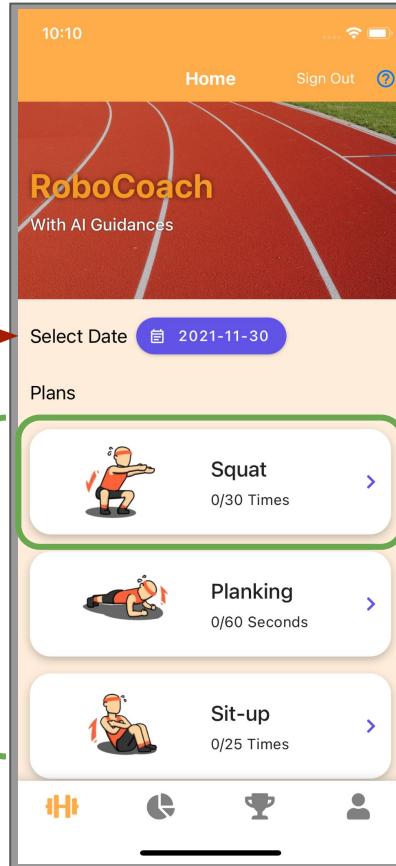 10:10
Home
Sign Out
RoboCoach
With AI Guidances
Select Date
2021-11-30
Plans
Squat
0/30 Times
Planking
0/60 Seconds
Sit-up
0/25 Times